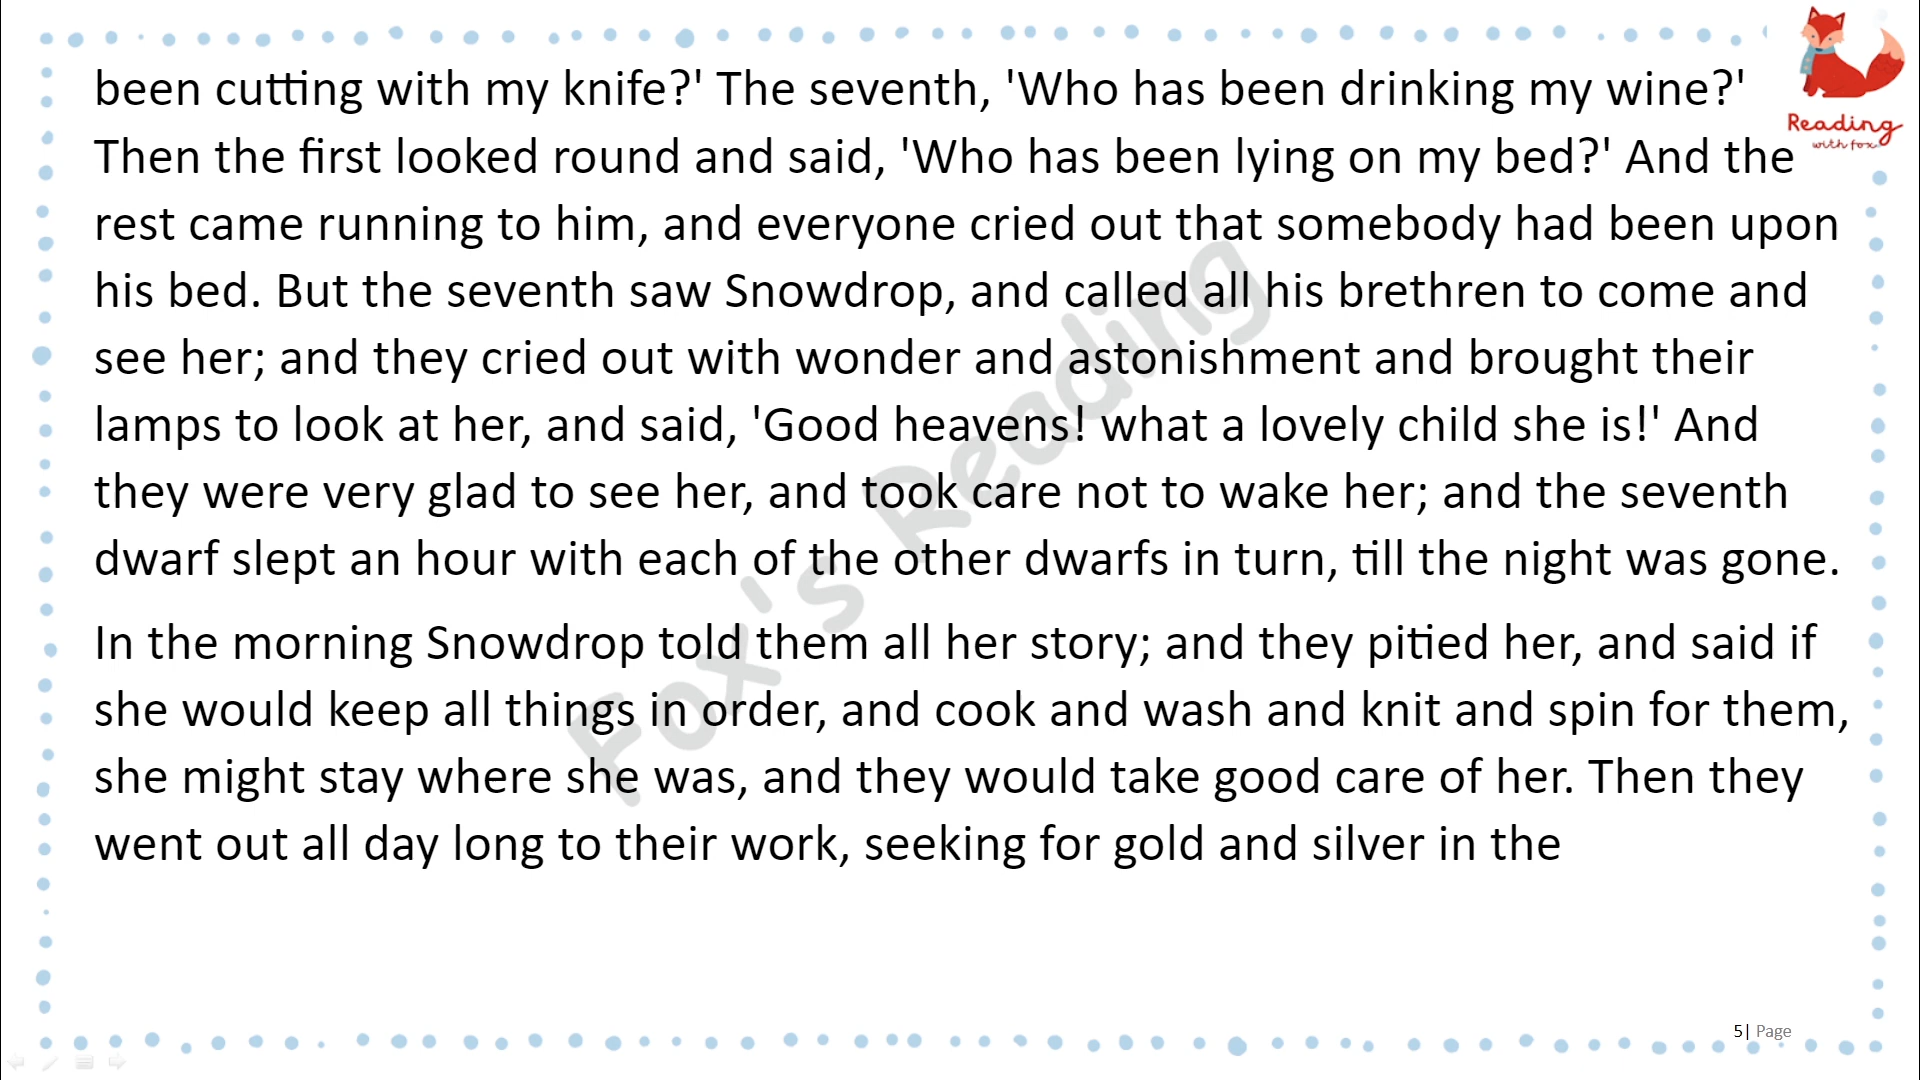 been cutting with my knife?' The seventh, 'Who has been drinking my wine?'
Then the first looked round and said, 'Who has been lying on my bed?' And the
rest came running to him, and everyone cried out that somebody had been upon
his bed. But the seventh saw Snowdrop, and called all his brethren to come and
see her; and they cried out with wonder and astonishment and brought their
lamps to look at her, and said, 'Good heavens! what a lovely child she is!' And
they were very glad to see her, and took care not to wake her; and the seventh
dwarf slept an hour with each of the other dwarfs in turn, till the night was gone.
In the morning Snowdrop told them all her story; and they pitied her, and said if
she would keep all things in order, and cook and wash and knit and spin for them,
she might stay where she was, and they would take good care of her. Then they
went out all day long to their work, seeking for gold and silver in the
Reading
with fox
Fox's Reading
5| Page